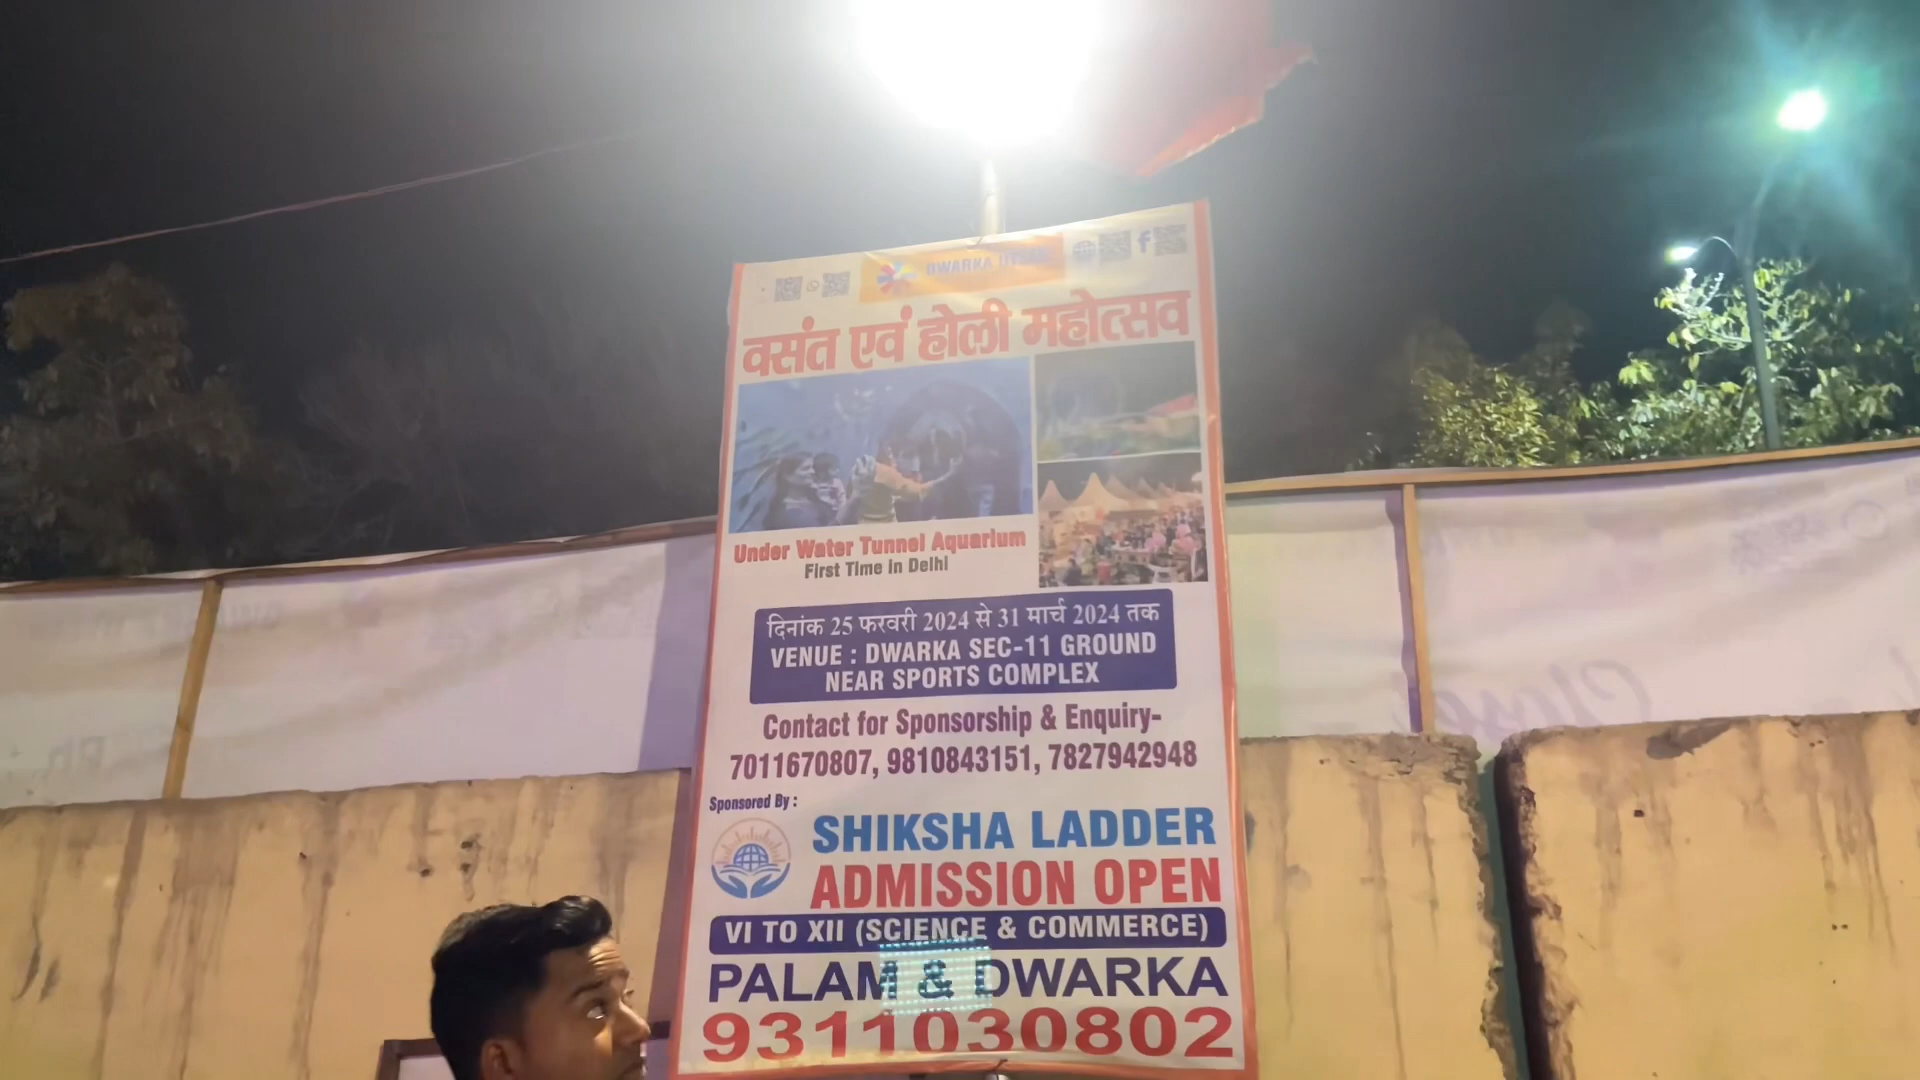 DWARKA
वसंत एवं होली महोत्सव
Under Water Tunnel Aquarium
First Time in Delhi
दिनांक 25 फरवरी 2024 से 31 मार्च 2024 तक
VENUE : DWARKA SEC-11 GROUND
NEAR SPORTS COMPLEX
Contact for Sponsorship & Enquiry-
7011670807, 9810843151, 7827942948
Sponsored By :
SHIKSHA LADDER
ADMISSION OPEN
VI TO XII (SCIENCE & COMMERCE)
PALAM & DWARKA
9311030802